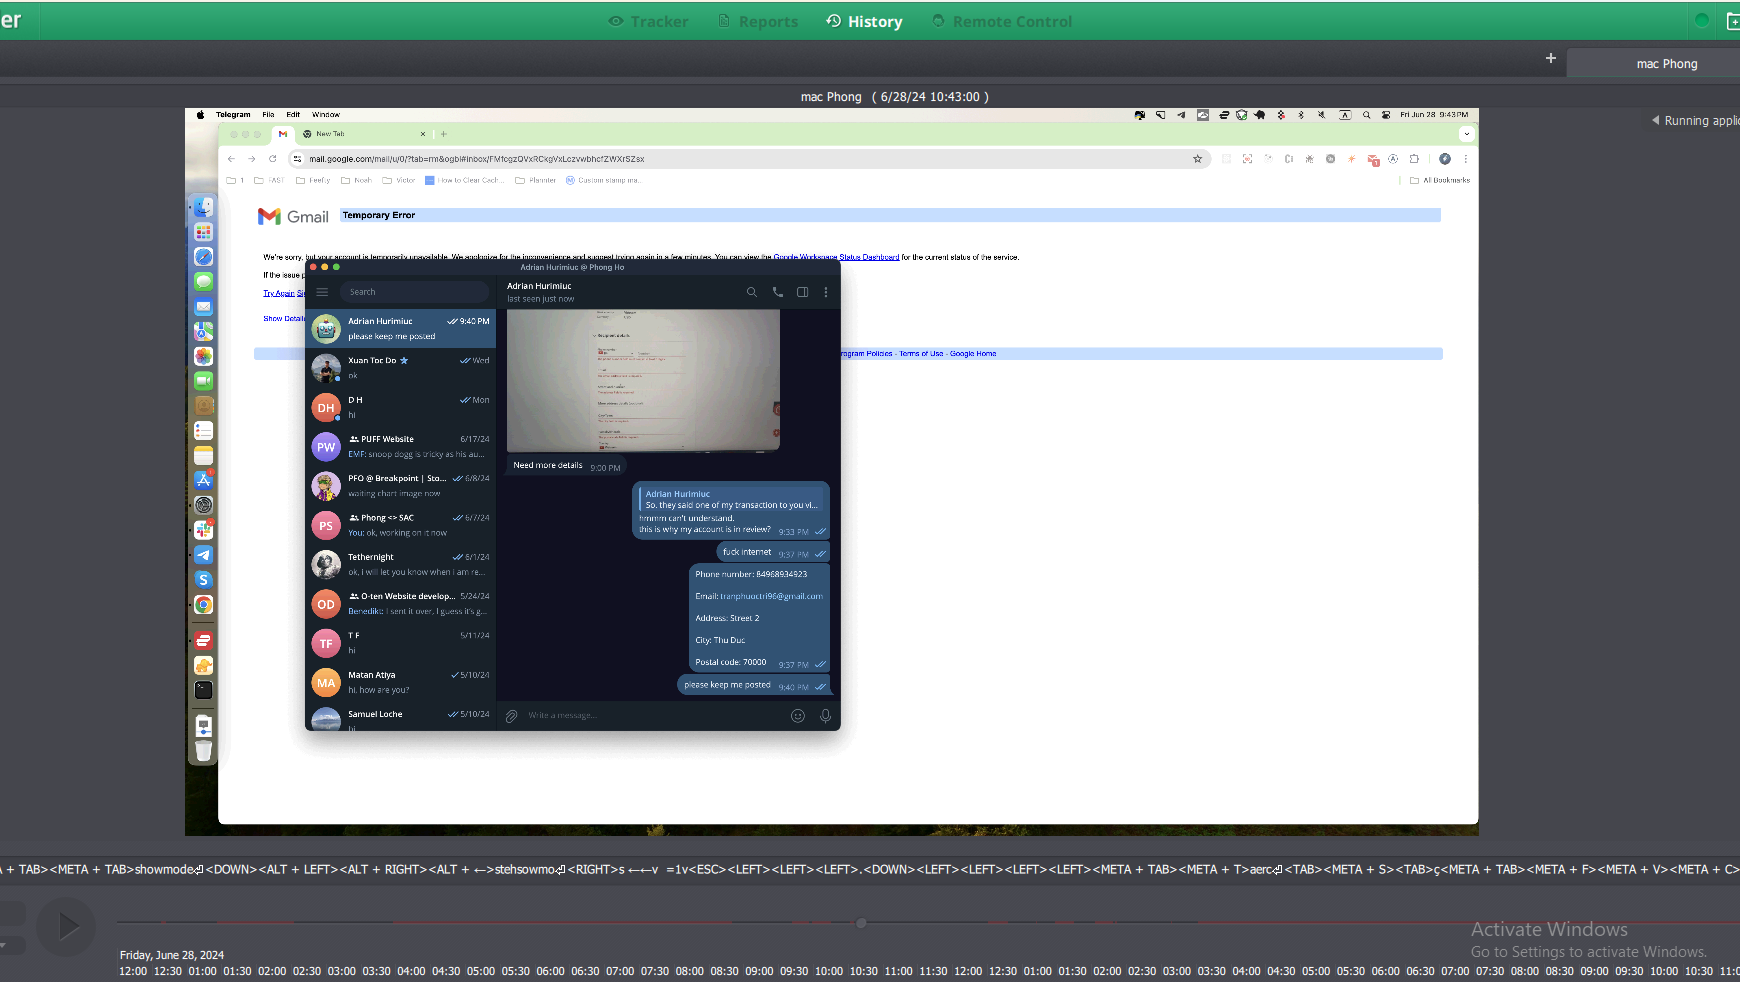 er
Tracker
Reports
History
Remote Control
+
mac Phong
mac Phong ( 6/28/24 10:43:00 )
Running applic
Telegram File Edit Window
Fri Jun 28 9:43 PM
New Tab
mail.google.com/mail/u/0/?tab=rm&ogbl#inbox/FMfcgzQVxRCkgVxLczvwbhcfZWXrSZsx
1
FAST
Feefty
Noah
Victor
How to Clear Cach...
Plannter
Custom stamp ma...
All Bookmarks
Gmail
Temporary Error
We're sorry, but your account is temporarily unavailable. We apologize for the inconvenience and suggest trying again in a few minutes. You can view the Google Workspace Status Dashboard for the current status of the service.
If the issue p
Try Again Si
Show Detail
rogram Policies - Terms of Use - Google Home
Adrian Hurimiuc @ Phong Ho
Search
Adrian Hurimiuc
last seen just now
Adrian Hurimiuc 9:40 PM
please keep me posted
Xuan Toc Do Wed
ok
DH
D H Mon
hi
PW
PUFF Website 6/17/24
EMF: snoop dogg is tricky as his au...
PFO @ Breakpoint | Sto... 6/8/24
waiting chart image now
PS
Phong <> SAC 6/7/24
You: ok, working on it now
Tethernight 6/1/24
ok, i will let you know when i am re...
OD
O-ten Website develop... 5/24/24
Benedikt: I sent it over, I guess it's g...
TF
T F 5/11/24
hi
MA
Matan Atiya 5/10/24
hi, how are you?
Samuel Loche 5/10/24
hi
Recipient details
Need more details 9:00 PM
Adrian Hurimiuc
So, they said one of my transaction to you vi...
hmmm can't understand.
this is why my account is in review? 9:33 PM
fuck internet 9:37 PM
Phone number: 84968934923
Email: tranphuoctri96@gmail.com
Address: Street 2
City: Thu Duc
Postal code: 70000 9:37 PM
please keep me posted 9:40 PM
Write a message...
A + TAB><META + TAB>showmode⏎<DOWN><ALT + LEFT><ALT + RIGHT><ALT + ←>stehsowmo⏎<RIGHT>s ←←v =1v<ESC><LEFT><LEFT><LEFT>.<DOWN><LEFT><LEFT><LEFT><LEFT><META + TAB><META + T>aerc⏎<TAB><META + S><TAB>ç<META + TAB><META + F><META + V><META + C>
Activate Windows
Go to Settings to activate Windows.
Friday, June 28, 2024
12:00 12:30 01:00 01:30 02:00 02:30 03:00 03:30 04:00 04:30 05:00 05:30 06:00 06:30 07:00 07:30 08:00 08:30 09:00 09:30 10:00 10:30 11:00 11:30 12:00 12:30 01:00 01:30 02:00 02:30 03:00 03:30 04:00 04:30 05:00 05:30 06:00 06:30 07:00 07:30 08:00 08:30 09:00 09:30 10:00 10:30 11:0